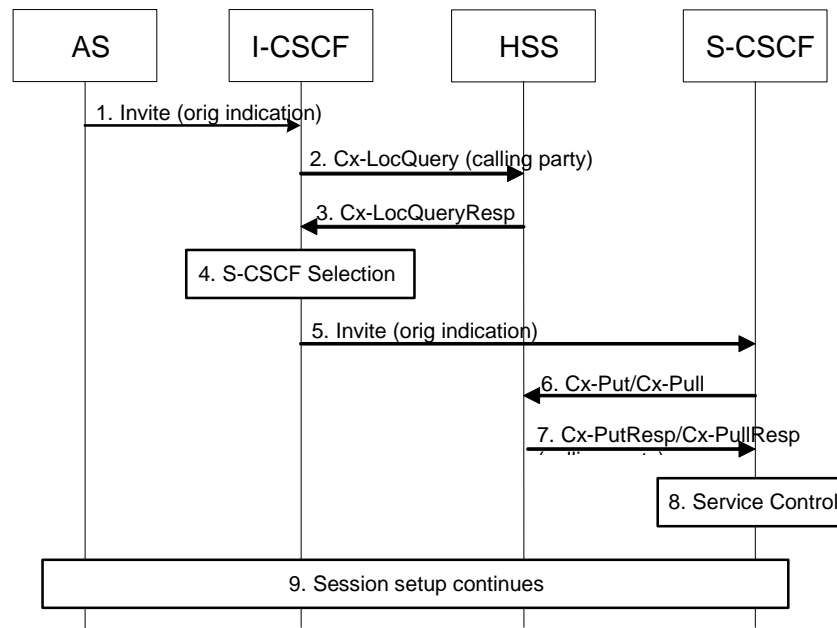 AS
I-CSCF
HSS
S-CSCF
1. Invite (orig indication)
2. Cx-LocQuery (calling party)
3. Cx-LocQueryResp
4. S-CSCF Selection
5. Invite (orig indication)
6. Cx-Put/Cx-Pull
7. Cx-PutResp/Cx-PullResp
8. Service Control
9. Session setup continues